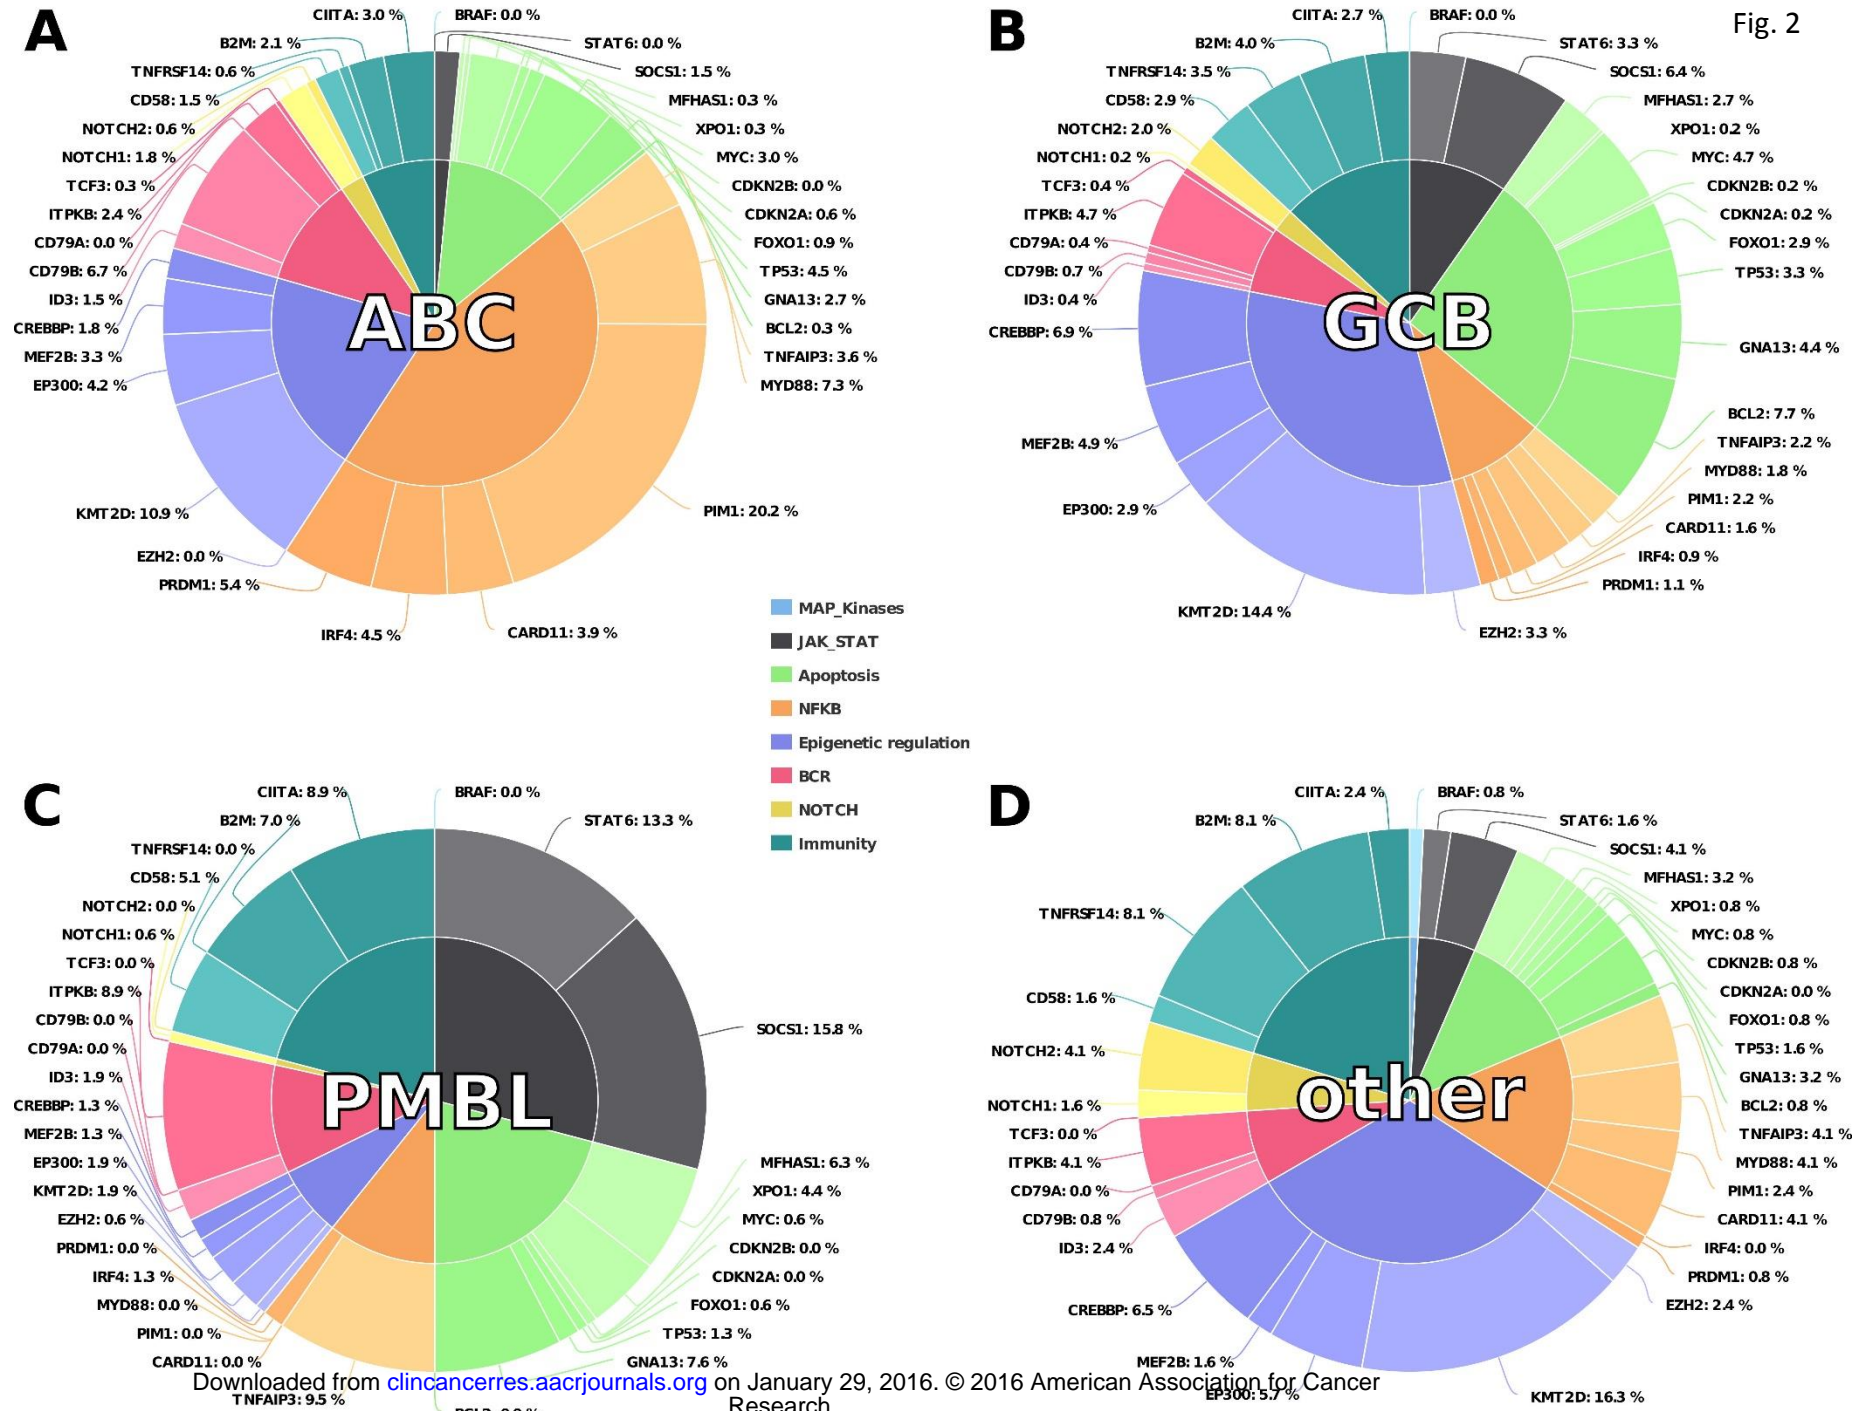 Fig. 2
A
CIITA: 3.0 %
BRAF: 0.0 %
B2M: 2.1 %
STAT6: 0.0 %
TNFRSF14: 0.6 %
SOCS1: 1.5 %
CD58: 1.5 %
MFHAS1: 0.3 %
NOTCH2: 0.6 %
XPO1: 0.3 %
NOTCH1: 1.8 %
MYC: 3.0 %
TCF3: 0.3 %
CDKN2B: 0.0 %
ITPKB: 2.4 %
CDKN2A: 0.6 %
CD79A: 0.0 %
FOXO1: 0.9 %
CD79B: 6.7 %
TP53: 4.5 %
ID3: 1.5 %
GNA13: 2.7 %
CREBBP: 1.8 %
BCL2: 0.3 %
MEF2B: 3.3 %
TNFAIP3: 3.6 %
EP300: 4.2 %
MYD88: 7.3 %
ABC
KMT2D: 10.9 %
PIM1: 20.2 %
EZH2: 0.0 %
PRDM1: 5.4 %
IRF4: 4.5 %
CARD11: 3.9 %
B
CIITA: 2.7 %
BRAF: 0.0 %
B2M: 4.0 %
STAT6: 3.3 %
TNFRSF14: 3.5 %
SOCS1: 6.4 %
CD58: 2.9 %
MFHAS1: 2.7 %
NOTCH2: 2.0 %
XPO1: 0.2 %
NOTCH1: 0.2 %
MYC: 4.7 %
TCF3: 0.4 %
CDKN2B: 0.2 %
ITPKB: 4.7 %
CDKN2A: 0.2 %
CD79A: 0.4 %
FOXO1: 2.9 %
CD79B: 0.7 %
TP53: 3.3 %
ID3: 0.4 %
CREBBP: 6.9 %
GNA13: 4.4 %
GCB
MEF2B: 4.9 %
BCL2: 7.7 %
TNFAIP3: 2.2 %
MYD88: 1.8 %
EP300: 2.9 %
PIM1: 2.2 %
CARD11: 1.6 %
IRF4: 0.9 %
PRDM1: 1.1 %
KMT2D: 14.4 %
EZH2: 3.3 %
MAP_Kinases
JAK_STAT
Apoptosis
NFKB
Epigenetic regulation
BCR
NOTCH
Immunity
C
CIITA: 8.9 %
BRAF: 0.0 %
B2M: 7.0 %
STAT6: 13.3 %
TNFRSF14: 0.0 %
CD58: 5.1 %
NOTCH2: 0.0 %
NOTCH1: 0.6 %
TCF3: 0.0 %
ITPKB: 8.9 %
CD79B: 0.0 %
SOCS1: 15.8 %
CD79A: 0.0 %
ID3: 1.9 %
CREBBP: 1.3 %
PMBL
MEF2B: 1.3 %
EP300: 1.9 %
MFHAS1: 6.3 %
KMT2D: 1.9 %
XPO1: 4.4 %
EZH2: 0.6 %
MYC: 0.6 %
PRDM1: 0.0 %
CDKN2B: 0.0 %
IRF4: 1.3 %
CDKN2A: 0.0 %
MYD88: 0.0 %
FOXO1: 0.6 %
PIM1: 0.0 %
TP53: 1.3 %
CARD11: 0.0 %
GNA13: 7.6 %
TNFAIP3: 9.5 %
D
CIITA: 2.4 %
BRAF: 0.8 %
B2M: 8.1 %
STAT6: 1.6 %
SOCS1: 4.1 %
MFHAS1: 3.2 %
TNFRSF14: 8.1 %
XPO1: 0.8 %
MYC: 0.8 %
CDKN2B: 0.8 %
CD58: 1.6 %
CDKN2A: 0.0 %
FOXO1: 0.8 %
NOTCH2: 4.1 %
TP53: 1.6 %
GNA13: 3.2 %
NOTCH1: 1.6 %
BCL2: 0.8 %
other
TCF3: 0.0 %
TNFAIP3: 4.1 %
ITPKB: 4.1 %
MYD88: 4.1 %
CD79A: 0.0 %
PIM1: 2.4 %
CD79B: 0.8 %
CARD11: 4.1 %
ID3: 2.4 %
IRF4: 0.0 %
PRDM1: 0.8 %
CREBBP: 6.5 %
EZH2: 2.4 %
MEF2B: 1.6 %
EP300: 5.7 %
KMT2D: 16.3 %
Downloaded from clincancerres.aacrjournals.org on January 29, 2016. © 2016 American Association for Cancer
Research